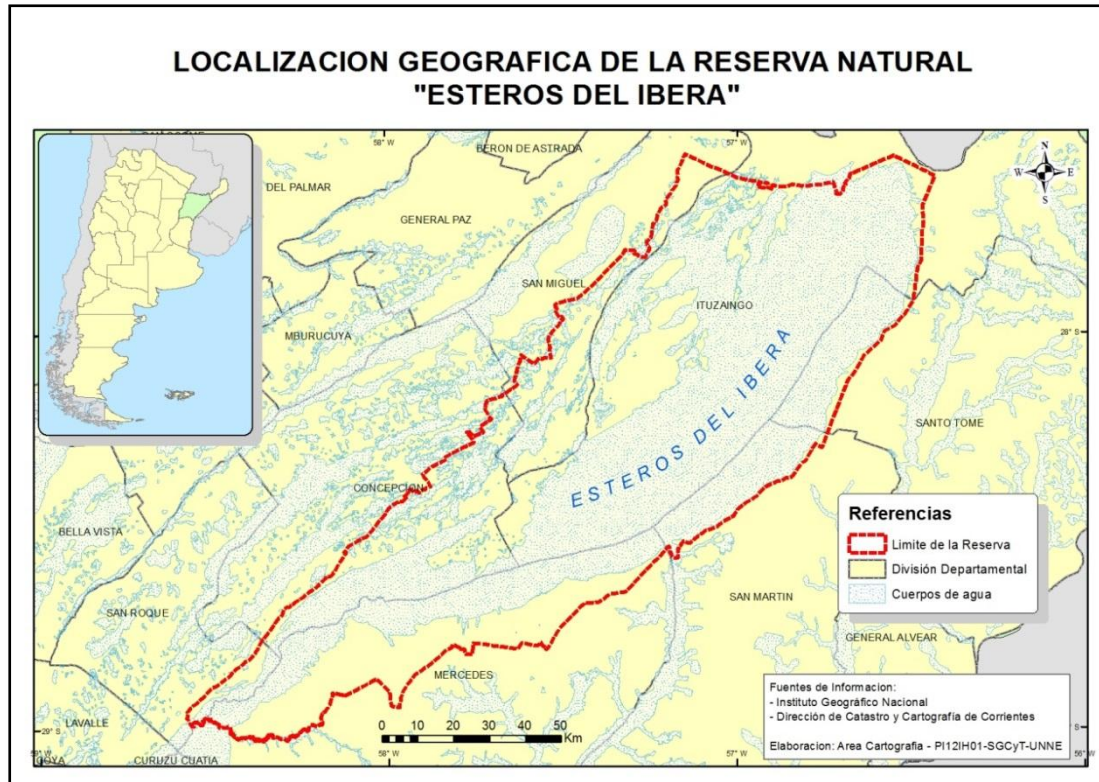 LOCALIZACION GEOGRAFICA DE LA RESERVA NATURAL
"ESTEROS DEL IBERA"
58° W
57° W
N
W
E
S
BERON DE ASTRADA
DEL PALMAR
GENERAL PAZ
SAN MIGUEL
ITUZAINGO
MBURUCUYA
28° S
ESTEROS DEL IBERA
SANTO TOME
CONCEPCION
BELLA VISTA
Referencias
Limite de la Reserva
División Departamental
Cuerpos de agua
SAN ROQUE
SAN MARTIN
GENERAL ALVEAR
MERCEDES
LAVALLE
29° S
0 10 20 30 40 50
Km
Fuentes de Informacion:
- Instituto Geográfico Nacional
- Dirección de Catastro y Cartografía de Corrientes
Elaboracion: Area Cartografia - PI12IH01-SGCyT-UNNE
GOYA
CURUZU CUATIA
58° W
57° W
56° W